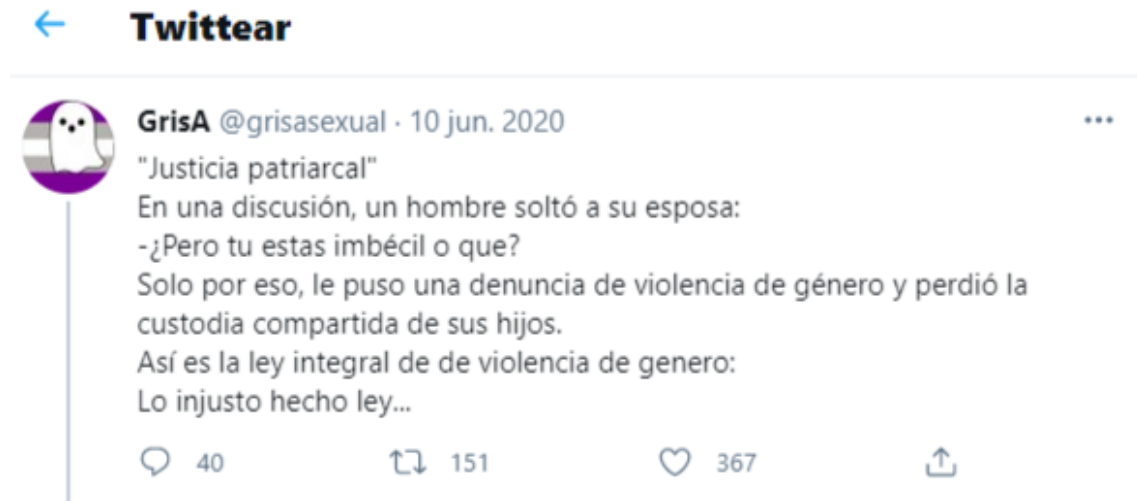 Twittear
GrisA @grisasexual · 10 jun. 2020
"Justicia patriarcal"
En una discusión, un hombre soltó a su esposa:
-¿Pero tu estas imbécil o que?
Solo por eso, le puso una denuncia de violencia de género y perdió la
custodia compartida de sus hijos.
Así es la ley integral de de violencia de genero:
Lo injusto hecho ley...
40 151 367